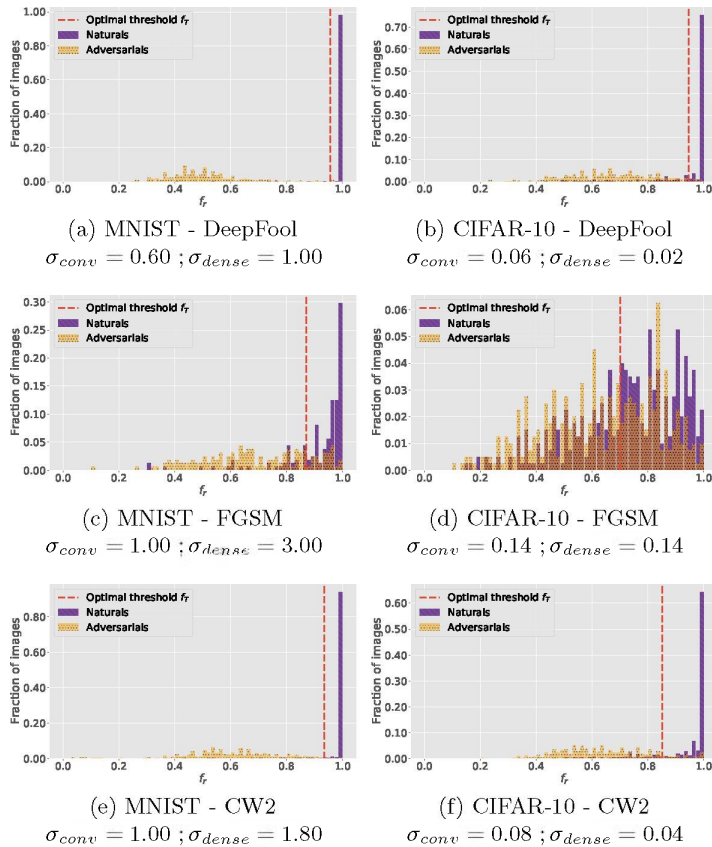 1.00
0.80
0.60
0.40
0.20
0.00
Fraction of images
Optimal threshold f_T
Naturals
Adversarials
0.0 0.2 0.4 0.6 0.8 1.0
f_r
(a) MNIST - DeepFool
σ_conv = 0.60 ; σ_dense = 1.00
0.70
0.60
0.50
0.40
0.30
0.20
0.10
0.00
Fraction of images
Optimal threshold f_T
Naturals
Adversarials
0.0 0.2 0.4 0.6 0.8 1.0
f_r
(b) CIFAR-10 - DeepFool
σ_conv = 0.06 ; σ_dense = 0.02
0.30
0.25
0.20
0.15
0.10
0.05
0.00
Fraction of images
Optimal threshold f_T
Naturals
Adversarials
0.0 0.2 0.4 0.6 0.8 1.0
f_r
(c) MNIST - FGSM
σ_conv = 1.00 ; σ_dense = 3.00
0.06
0.05
0.04
0.03
0.02
0.01
0.00
Fraction of images
Optimal threshold f_T
Naturals
Adversarials
0.0 0.2 0.4 0.6 0.8 1.0
f_r
(d) CIFAR-10 - FGSM
σ_conv = 0.14 ; σ_dense = 0.14
0.80
0.60
0.40
0.20
0.00
Fraction of images
Optimal threshold f_T
Naturals
Adversarials
0.0 0.2 0.4 0.6 0.8 1.0
f_r
(e) MNIST - CW2
σ_conv = 1.00 ; σ_dense = 1.80
0.60
0.50
0.40
0.30
0.20
0.10
0.00
Fraction of images
Optimal threshold f_T
Naturals
Adversarials
0.0 0.2 0.4 0.6 0.8 1.0
f_r
(f) CIFAR-10 - CW2
σ_conv = 0.08 ; σ_dense = 0.04